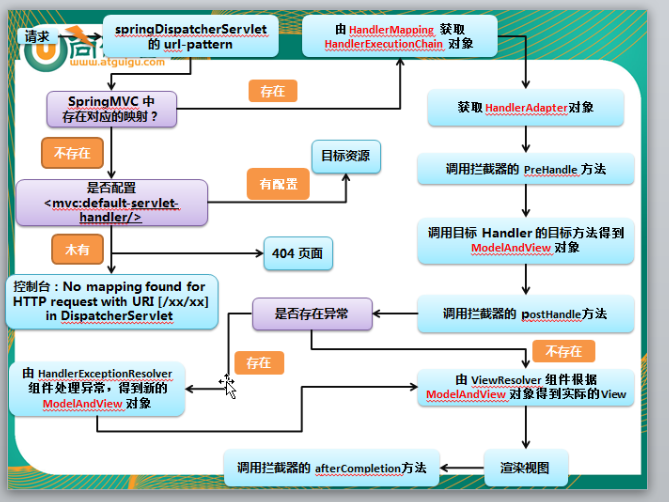 请求
springDispatcherServlet
的 url-pattern
由 HandlerMapping 获取
HandlerExecutionChain 对象
www.atguigu.com
SpringMVC 中
存在对应的映射？
存在
获取 HandlerAdapter对象
不存在
目标资源
调用拦截器的 PreHandle 方法
是否配置
<mvc:default-servlet-
handler/>
有配置
调用目标 Handler 的目标方法得到
ModelAndView 对象
木有
404 页面
控制台：No mapping found for
HTTP request with URI [/xx/xx]
in DispatcherServlet
是否存在异常
调用拦截器的 postHandle方法
存在
不存在
由 HandlerExceptionResolver
组件处理异常，得到新的
ModelAndView 对象
由 ViewResolver 组件根据
ModelAndView 对象得到实际的View
调用拦截器的 afterCompletion方法
渲染视图